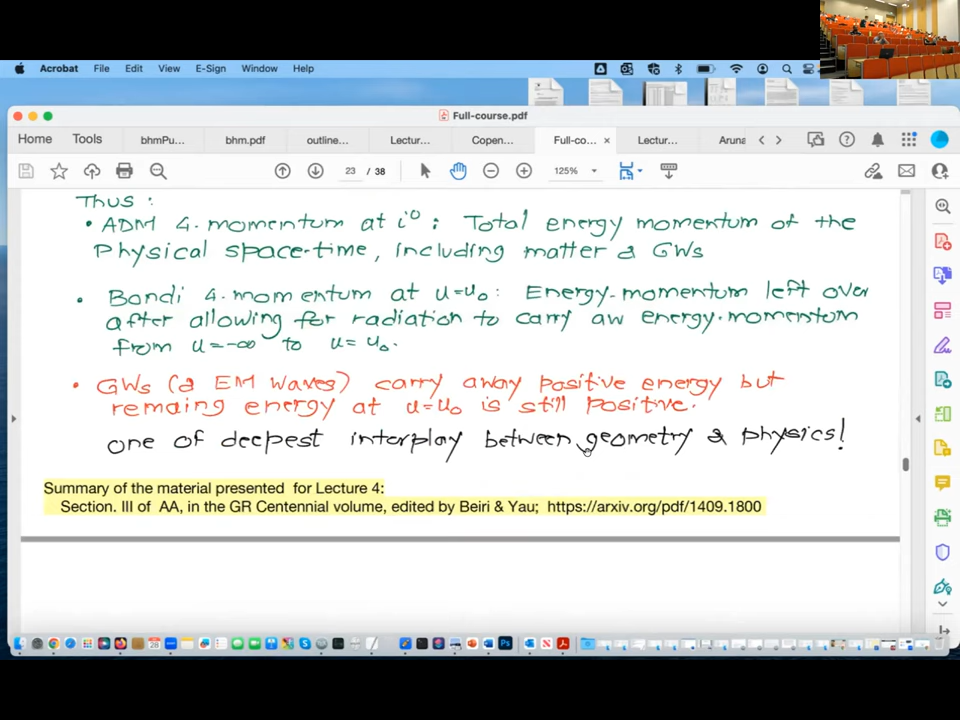 Acrobat File Edit View E-Sign Window Help
Full-course.pdf
Home Tools bhmPu... bhm.pdf outline... Lectur... Copen... Full-co... × Lectur... Aruna
23 / 38 125%
Thus :
• ADM 4-momentum at i⁰ : Total energy momentum of the
Physical space-time, including matter & GWs
• Bondi 4-momentum at u=u₀: Energy-momentum left over
after allowing for radiation to carry aw energy-momentum
from u=-∞ to u= u₀.
• GWs (& EM waves) carry away positive energy but
remaing energy at u=u₀ is still positive.
one of deepest interplay between geometry & physics!
Summary of the material presented for Lecture 4:
Section. III of AA, in the GR Centennial volume, edited by Beiri & Yau; https://arxiv.org/pdf/1409.1800